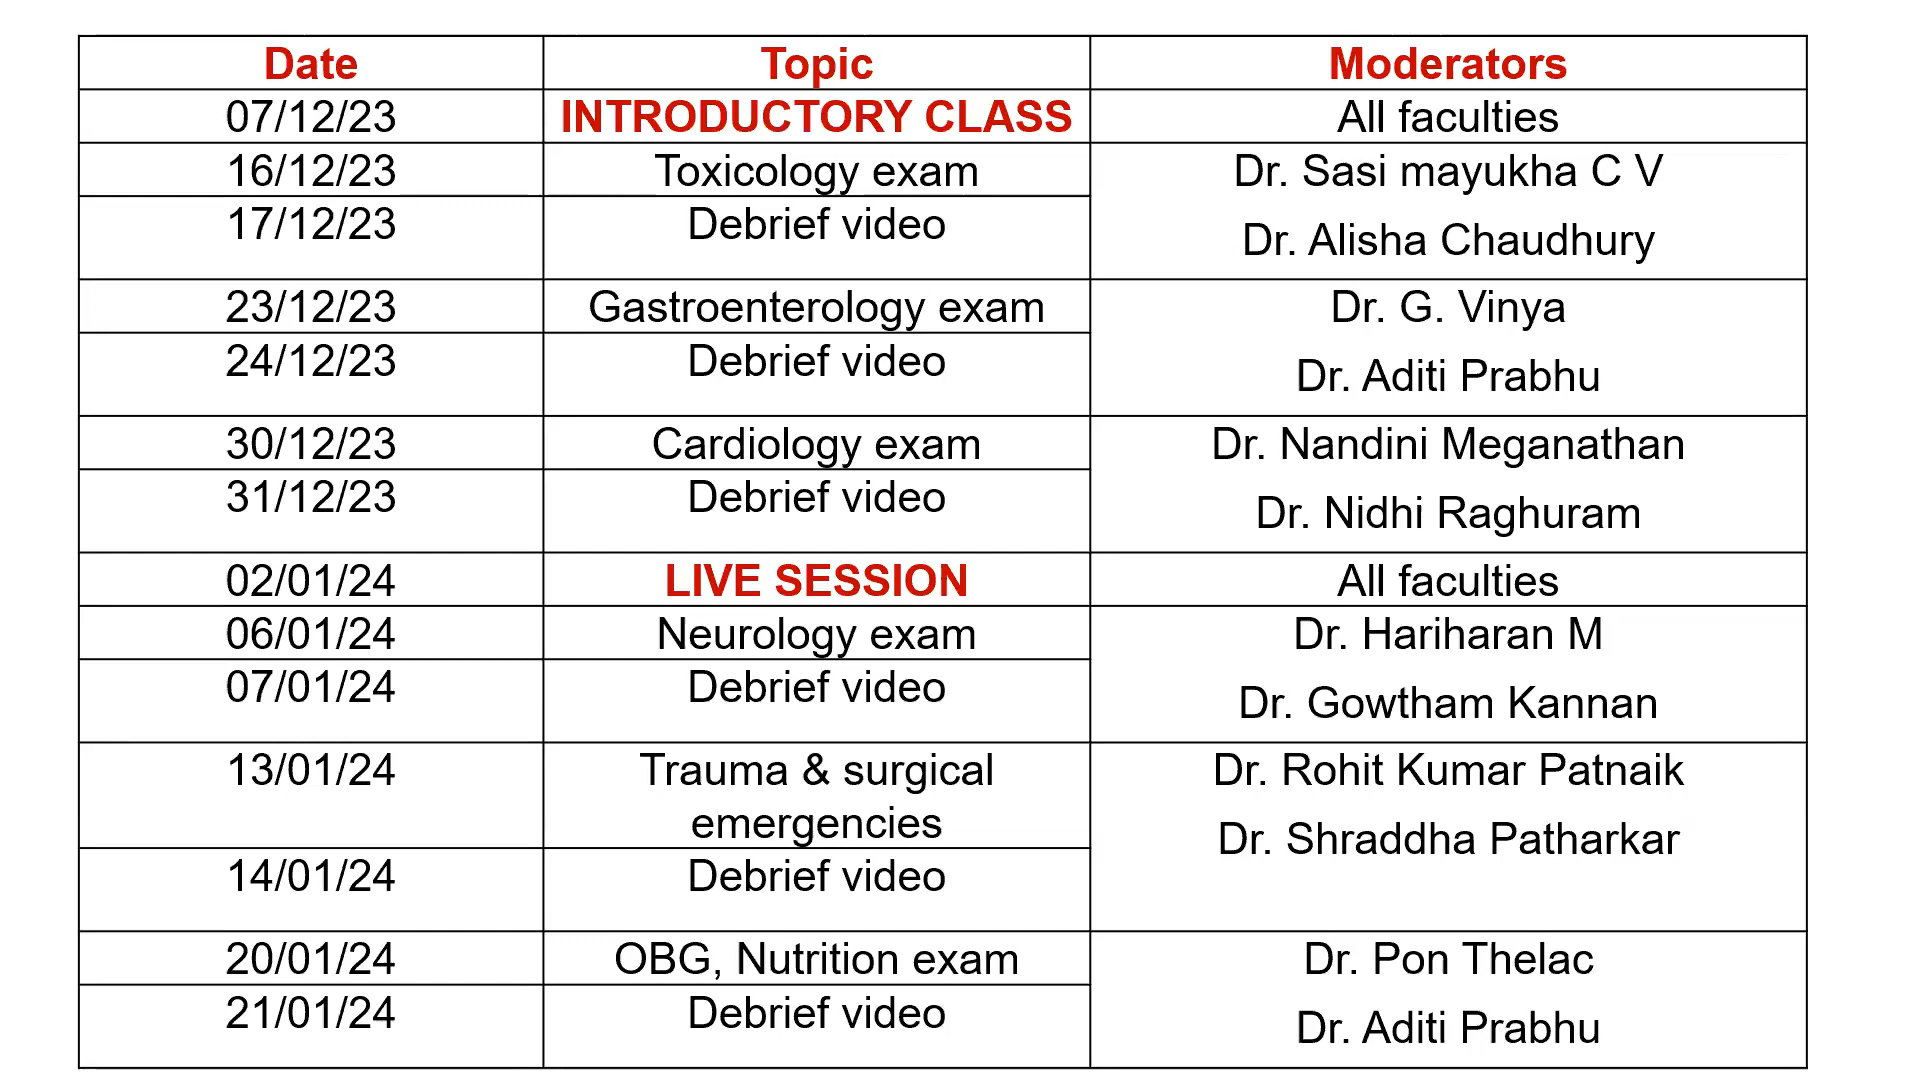 Date Topic Moderators
07/12/23 INTRODUCTORY CLASS All faculties
16/12/23 Toxicology exam Dr. Sasi mayukha C V
17/12/23 Debrief video Dr. Alisha Chaudhury
23/12/23 Gastroenterology exam Dr. G. Vinya
24/12/23 Debrief video Dr. Aditi Prabhu
30/12/23 Cardiology exam Dr. Nandini Meganathan
31/12/23 Debrief video Dr. Nidhi Raghuram
02/01/24 LIVE SESSION All faculties
06/01/24 Neurology exam Dr. Hariharan M
07/01/24 Debrief video Dr. Gowtham Kannan
13/01/24 Trauma & surgical Dr. Rohit Kumar Patnaik
emergencies Dr. Shraddha Patharkar
14/01/24 Debrief video
20/01/24 OBG, Nutrition exam Dr. Pon Thelac
21/01/24 Debrief video Dr. Aditi Prabhu